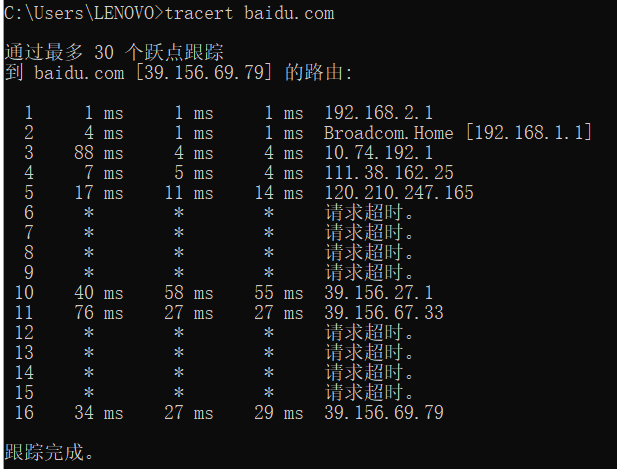 C:\Users\LENOVO>tracert baidu.com
通过最多 30 个跃点跟踪
到 baidu.com [39.156.69.79] 的路由:
1 1 ms 1 ms 1 ms 192.168.2.1
2 4 ms 1 ms 1 ms Broadcom.Home [192.168.1.1]
3 88 ms 4 ms 4 ms 10.74.192.1
4 7 ms 5 ms 4 ms 111.38.162.25
5 17 ms 11 ms 14 ms 120.210.247.165
6 * * * 请求超时。
7 * * * 请求超时。
8 * * * 请求超时。
9 * * * 请求超时。
10 40 ms 58 ms 55 ms 39.156.27.1
11 76 ms 27 ms 27 ms 39.156.67.33
12 * * * 请求超时。
13 * * * 请求超时。
14 * * * 请求超时。
15 * * * 请求超时。
16 34 ms 27 ms 29 ms 39.156.69.79
跟踪完成。